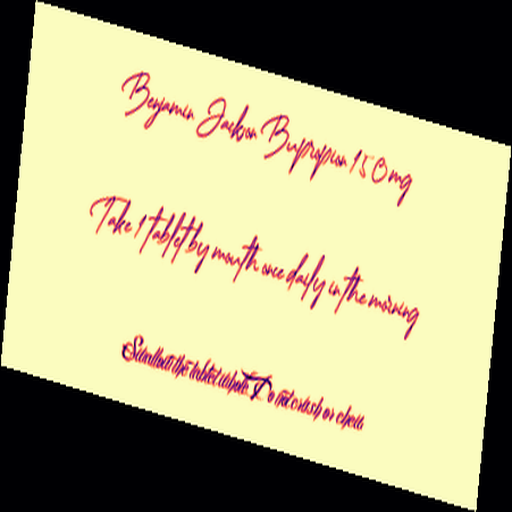 Benjamin Jackson Bupropion 150mg
Take 1 tablet by mouth once daily in the morning
Swallow the tablet whole. Do not crush or chew